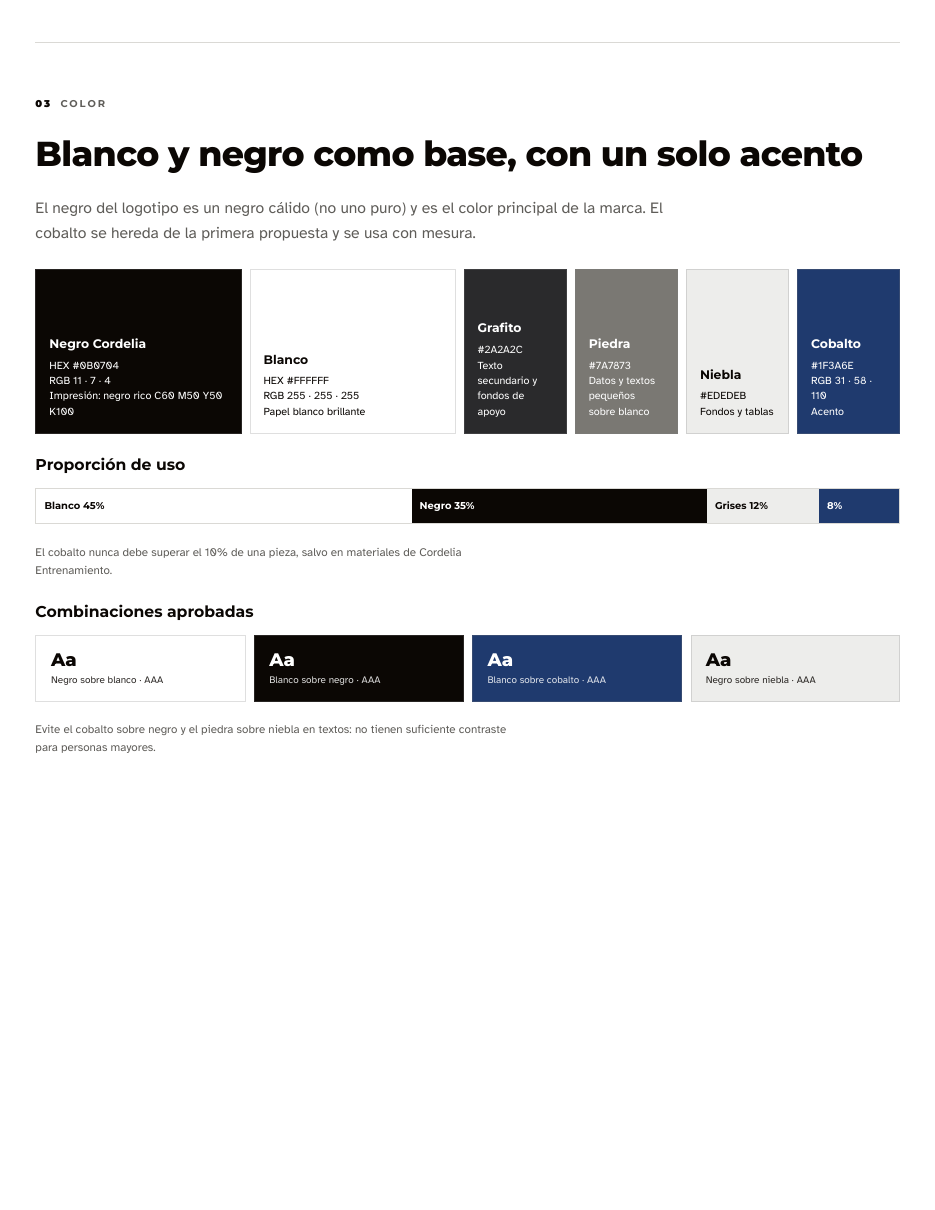 03 COLOR
Blanco y negro como base, con un solo acento
El negro del logotipo es un negro cálido (no uno puro) y es el color principal de la marca. El
cobalto se hereda de la primera propuesta y se usa con mesura.
Negro Cordelia
HEX #0B0704
RGB 11 · 7 · 4
Impresión: negro rico C60 M50 Y50
K100
Blanco
HEX #FFFFFF
RGB 255 · 255 · 255
Papel blanco brillante
Grafito
#2A2A2C
Texto
secundario y
fondos de
apoyo
Piedra
#7A7873
Datos y textos
pequeños
sobre blanco
Niebla
#EDEDEB
Fondos y tablas
Cobalto
#1F3A6E
RGB 31 · 58 ·
110
Acento
Proporción de uso
Blanco 45%
Negro 35%
Grises 12%
8%
El cobalto nunca debe superar el 10% de una pieza, salvo en materiales de Cordelia
Entrenamiento.
Combinaciones aprobadas
Aa
Negro sobre blanco · AAA
Aa
Blanco sobre negro · AAA
Aa
Blanco sobre cobalto · AAA
Aa
Negro sobre niebla · AAA
Evite el cobalto sobre negro y el piedra sobre niebla en textos: no tienen suficiente contraste
para personas mayores.